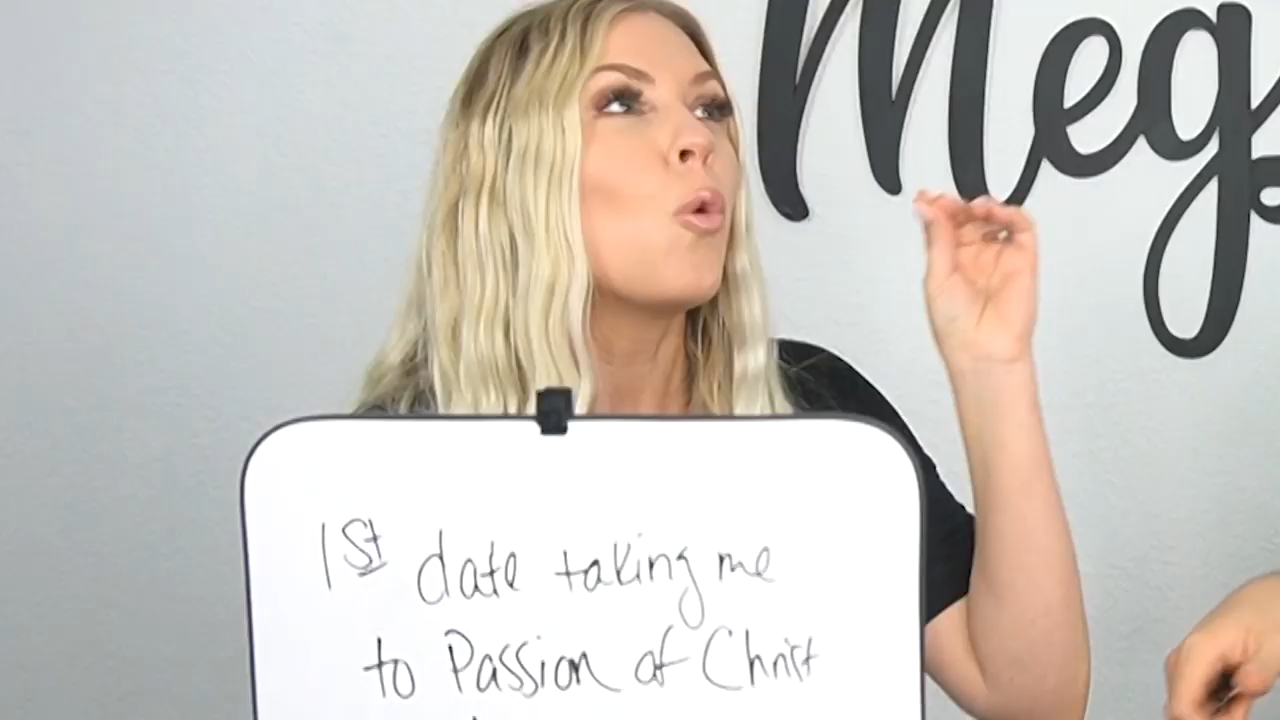 Meg
1st date taking me
to Passion of Christ